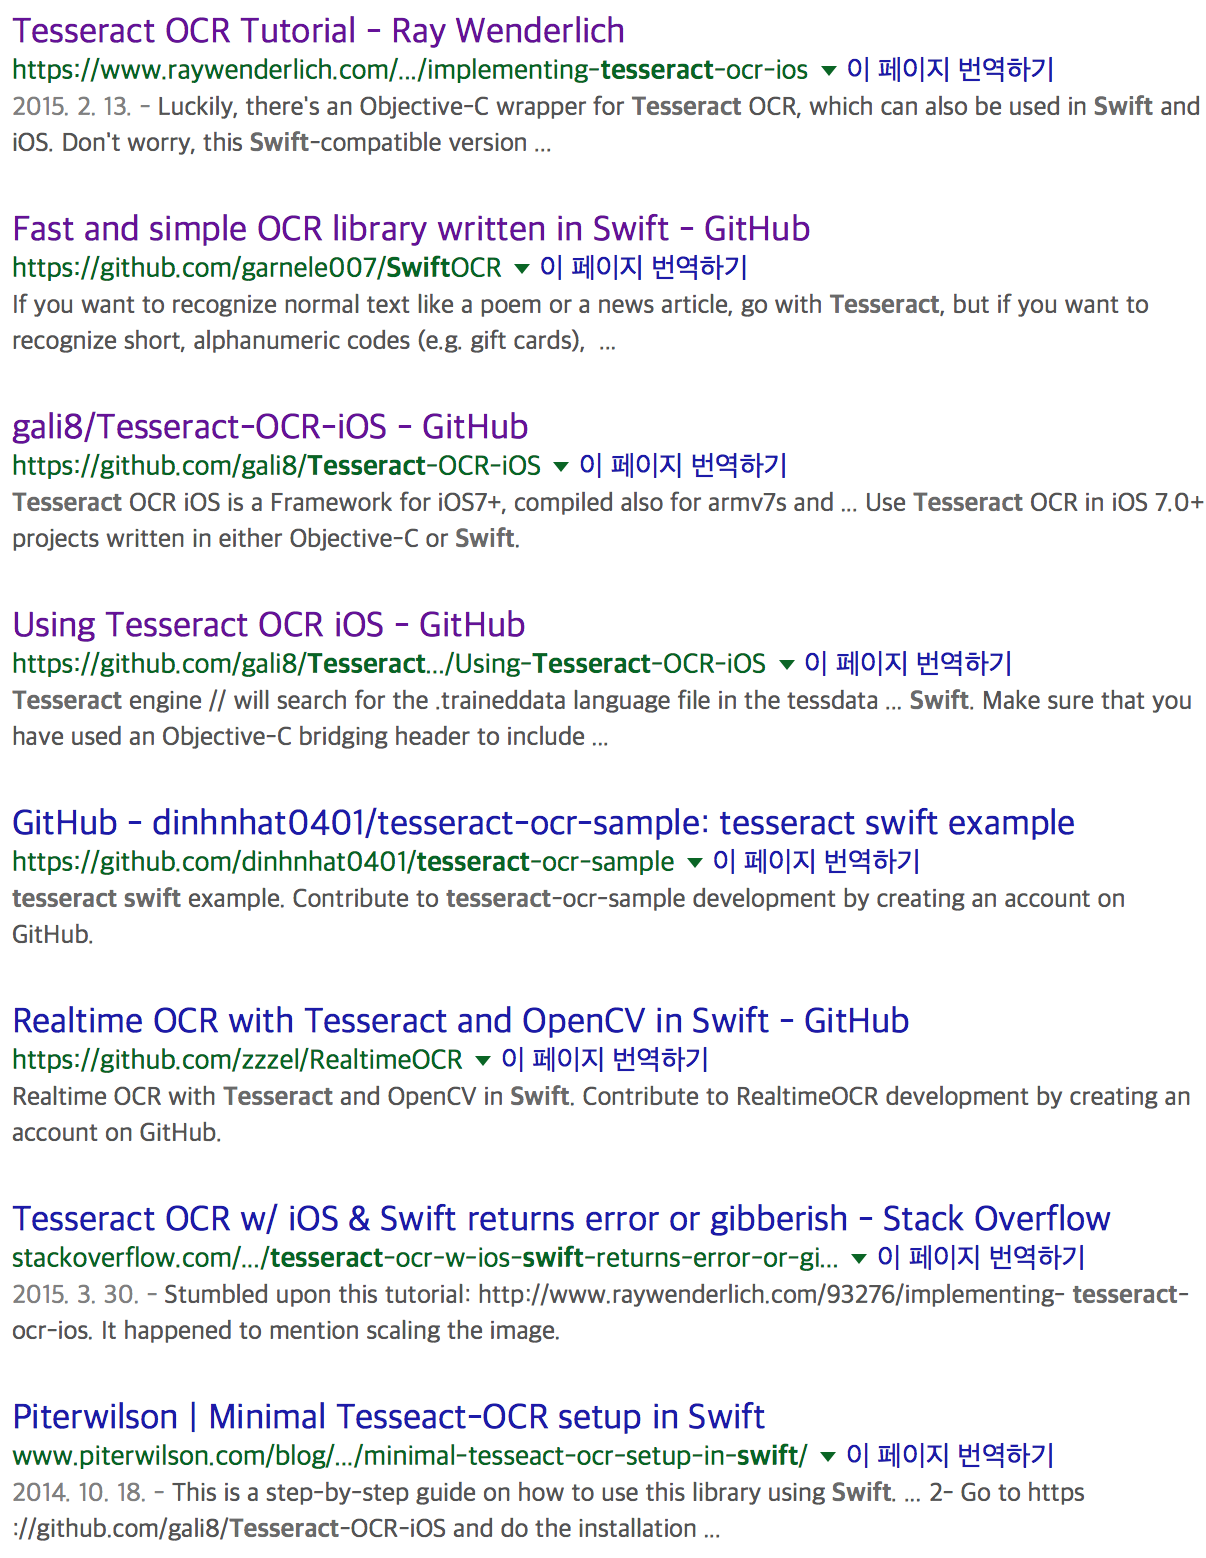 Tesseract OCR Tutorial - Ray Wenderlich
https://www.raywenderlich.com/.../implementing-tesseract-ocr-ios ▼ 이 페이지 번역하기
2015. 2. 13. - Luckily, there's an Objective-C wrapper for Tesseract OCR, which can also be used in Swift and
iOS. Don't worry, this Swift-compatible version ...
Fast and simple OCR library written in Swift - GitHub
https://github.com/garnele007/SwiftOCR ▼ 이 페이지 번역하기
If you want to recognize normal text like a poem or a news article, go with Tesseract, but if you want to
recognize short, alphanumeric codes (e.g. gift cards), ...
gali8/Tesseract-OCR-iOS - GitHub
https://github.com/gali8/Tesseract-OCR-iOS ▼ 이 페이지 번역하기
Tesseract OCR iOS is a Framework for iOS7+, compiled also for armv7s and ... Use Tesseract OCR in iOS 7.0+
projects written in either Objective-C or Swift.
Using Tesseract OCR iOS - GitHub
https://github.com/gali8/Tesseract.../Using-Tesseract-OCR-iOS ▼ 이 페이지 번역하기
Tesseract engine // will search for the .traineddata language file in the tessdata ... Swift. Make sure that you
have used an Objective-C bridging header to include ...
GitHub - dinhnhat0401/tesseract-ocr-sample: tesseract swift example
https://github.com/dinhnhat0401/tesseract-ocr-sample ▼ 이 페이지 번역하기
tesseract swift example. Contribute to tesseract-ocr-sample development by creating an account on
GitHub.
Realtime OCR with Tesseract and OpenCV in Swift - GitHub
https://github.com/zzzel/RealtimeOCR ▼ 이 페이지 번역하기
Realtime OCR with Tesseract and OpenCV in Swift. Contribute to RealtimeOCR development by creating an
account on GitHub.
Tesseract OCR w/ iOS & Swift returns error or gibberish - Stack Overflow
stackoverflow.com/.../tesseract-ocr-w-ios-swift-returns-error-or-gi... ▼ 이 페이지 번역하기
2015. 3. 30. - Stumbled upon this tutorial: http://www.raywenderlich.com/93276/implementing- tesseract-
ocr-ios. It happened to mention scaling the image.
Piterwilson | Minimal Tesseact-OCR setup in Swift
www.piterwilson.com/blog/.../minimal-tesseact-ocr-setup-in-swift/ ▼ 이 페이지 번역하기
2014. 10. 18. - This is a step-by-step guide on how to use this library using Swift. ... 2- Go to https
://github.com/gali8/Tesseract-OCR-iOS and do the installation ...